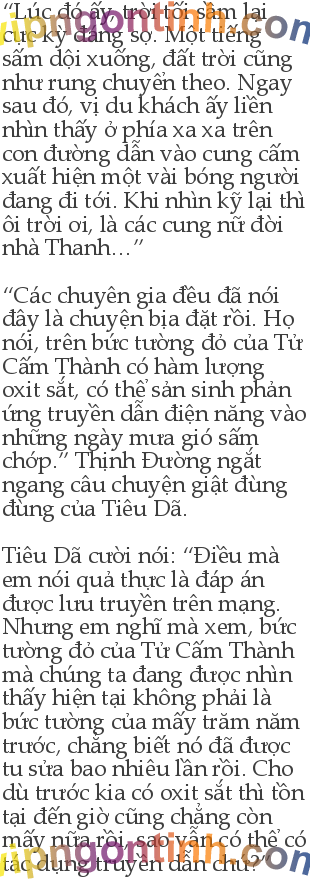 “Lúc đó ấy, trời tối sầm lại
cực kỳ đáng sợ. Một tiếng
sấm dội xuống, đất trời cũng
như rung chuyển theo. Ngay
sau đó, vị du khách ấy liền
nhìn thấy ở phía xa xa trên
con đường dẫn vào cung cấm
xuất hiện một vài bóng người
đang đi tới. Khi nhìn kỹ lại thì
ôi trời ơi, là các cung nữ đời
nhà Thanh…”
“Các chuyên gia đều đã nói
đây là chuyện bịa đặt rồi. Họ
nói, trên bức tường đỏ của Tử
Cấm Thành có hàm lượng
oxit sắt, có thể sản sinh phản
ứng truyền dẫn điện năng vào
những ngày mưa gió sấm
chớp.” Thịnh Đường ngắt
ngang câu chuyện giật đùng
đùng của Tiêu Dã.
Tiêu Dã cười nói: “Điều mà
em nói quả thực là đáp án
được lưu truyền trên mạng.
Nhưng em nghĩ mà xem, bức
tường đỏ của Tử Cấm Thành
mà chúng ta đang được nhìn
thấy hiện tại không phải là
bức tường của mấy trăm năm
trước, chẳng biết nó đã được
tu sửa bao nhiêu lần rồi. Cho
dù trước kia có oxit sắt thì tồn
tại đến giờ cũng chẳng còn
mấy nữa rồi, sao vẫn có thể có
tác dụng truyền dẫn chứ?”
vipngontinh.com
vipngontinh.com